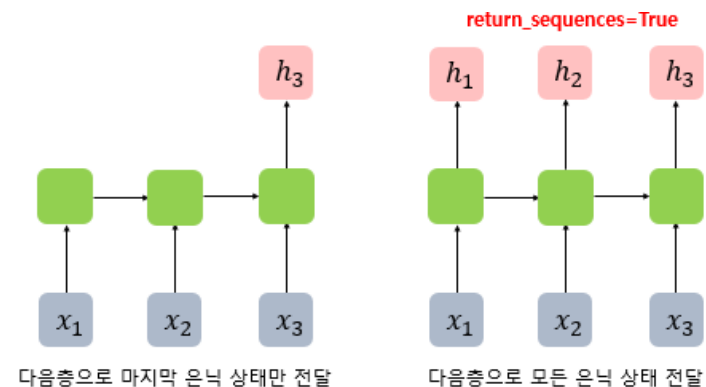 return_sequences=True
h₃
h₁ h₂ h₃
x₁ x₂ x₃
x₁ x₂ x₃
다음층으로 마지막 은닉 상태만 전달
다음층으로 모든 은닉 상태 전달